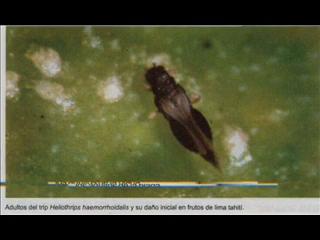 Adultos del trip Heliothrips haemorrhoidalis y su daño inicial en frutos de lima tahití.